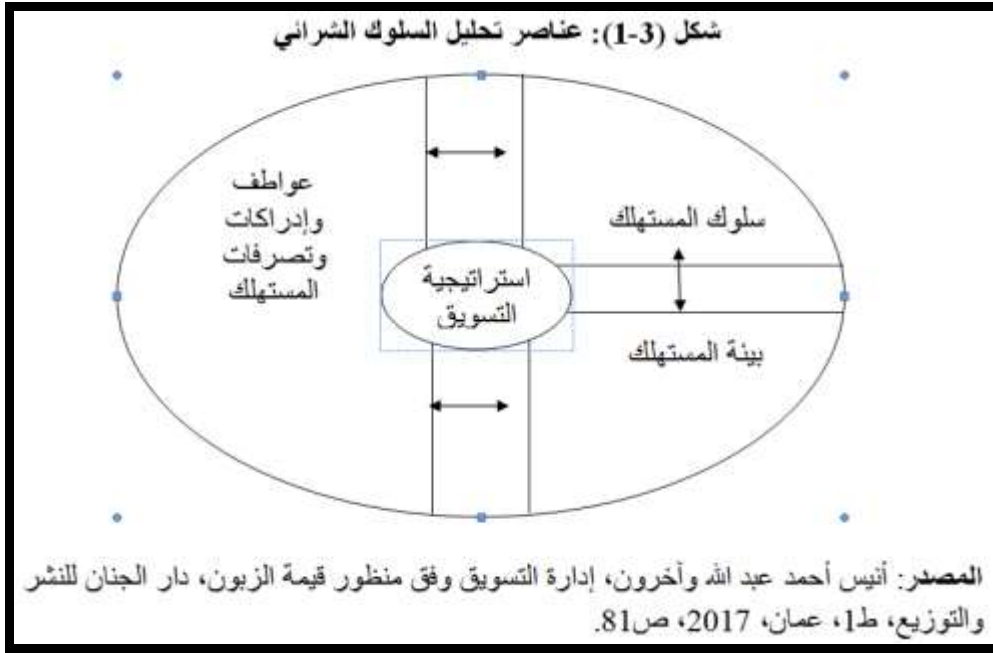 شكل (3-1): عناصر تحليل السلوك الشرائي
عواطف
وإدراكات
وتصرفات
المستهلك
سلوك المستهلك
استراتيجية
التسويق
بيئة المستهلك
المصدر: أنيس أحمد عبد الله وآخرون، إدارة التسويق وفق منظور قيمة الزبون، دار الجنان للنشر
والتوزيع، ط1، عمان، 2017، ص81.